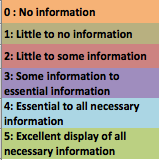 0 : No information
1: Little to no information
2: Little to some information
3: Some information to
essential information
4: Essential to all necessary
information
5: Excellent display of all
necessary information